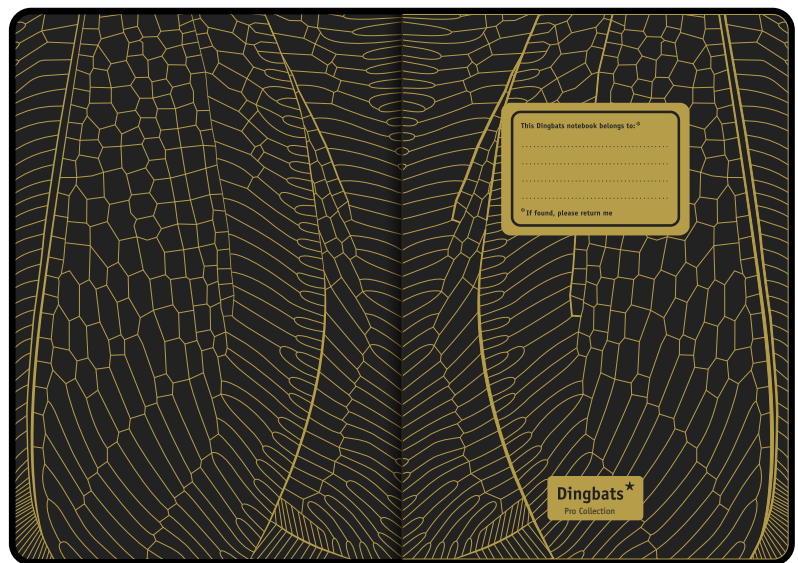 This Dingbats notebook belongs to:*
*If found, please return me
Dingbats★
Pro Collection